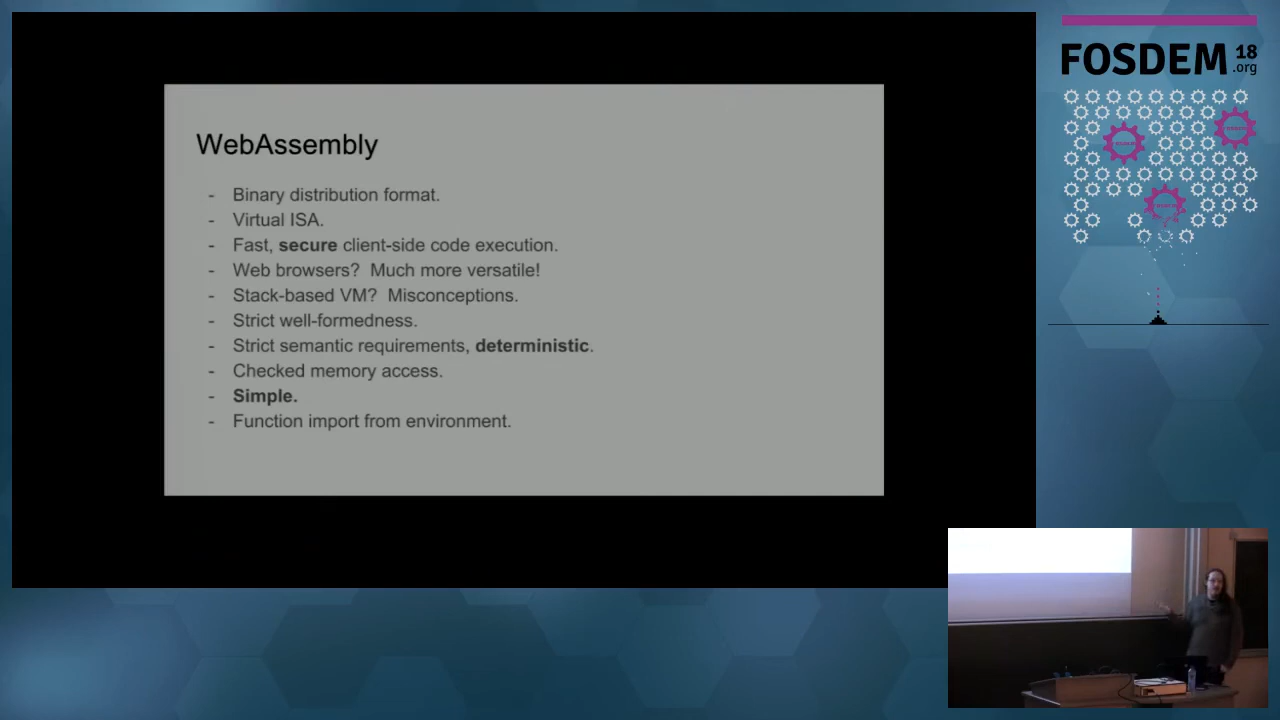 WebAssembly
- Binary distribution format.
- Virtual ISA.
- Fast, secure client-side code execution.
- Web browsers?  Much more versatile!
- Stack-based VM?  Misconceptions.
- Strict well-formedness.
- Strict semantic requirements, deterministic.
- Checked memory access.
- Simple.
- Function import from environment.
FOSDEM 18
.org